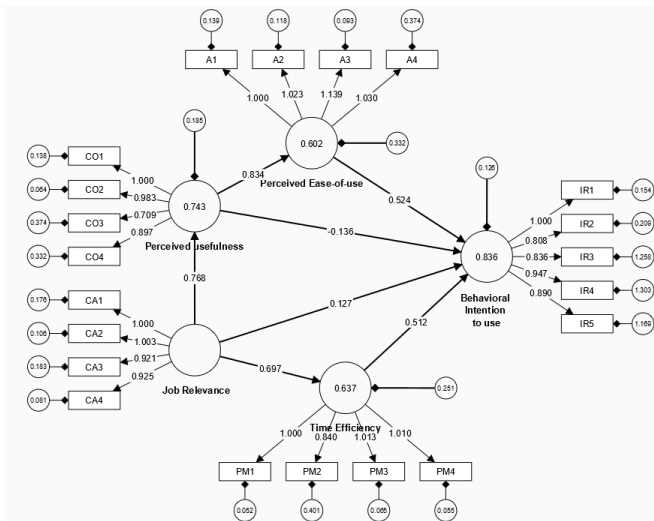 0.139
0.118
0.093
0.374
A1
A2
A3
A4
1.000
1.023
1.139
1.030
0.185
0.602
0.332
Perceived Ease-of-use
0.834
0.138
CO1
1.000
0.064
CO2
0.983
0.374
CO3
0.709
0.332
CO4
0.897
0.743
Perceived usefulness
0.524
-0.136
0.126
0.836
Behavioral
Intention
to use
1.000
IR1
0.154
0.808
IR2
0.209
0.836
IR3
1.258
0.947
IR4
1.303
0.890
IR5
1.169
0.768
0.127
0.512
0.176
CA1
1.000
0.106
CA2
1.003
0.183
CA3
0.921
0.081
CA4
0.925
Job Relevance
0.697
0.637
0.251
Time Efficiency
1.000
0.840
1.013
1.010
PM1
PM2
PM3
PM4
0.052
0.401
0.065
0.055